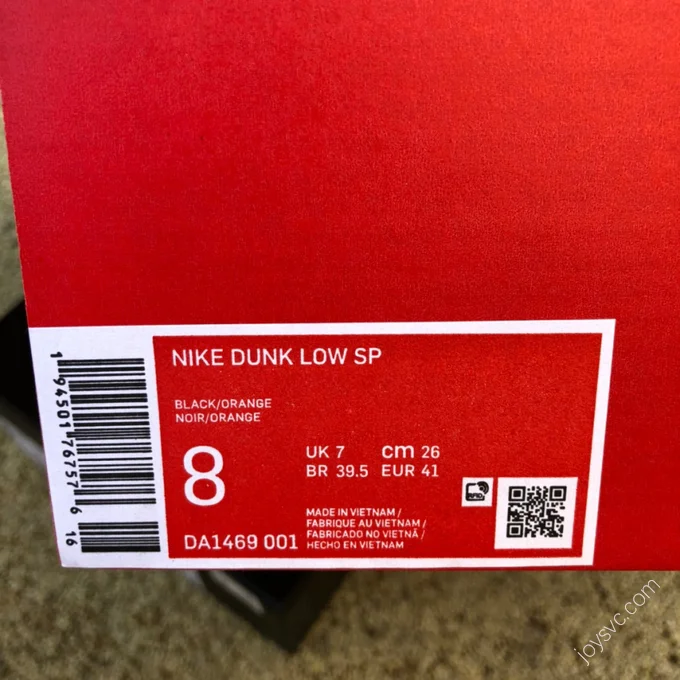 NIKE DUNK LOW SP
BLACK/ORANGE
NOIR/ORANGE
8
UK 7 cm 26
BR 39.5 EUR 41
DA1469 001
MADE IN VIETNAM /
FABRIQUE AU VIETNAM /
FABRICADO NO VIETNÃ /
HECHO EN VIETNAM
1 94501 76757 6 16
joysvc.com